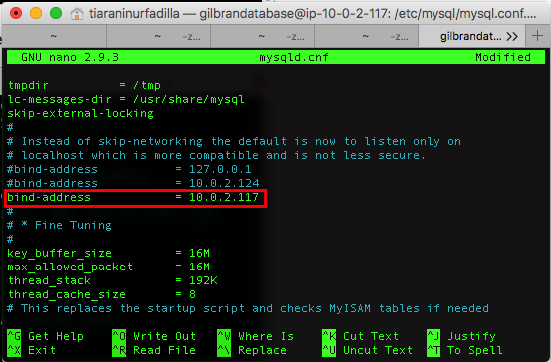 tiaraninurfadilla — gilbrandatabase@ip-10-0-2-117: /etc/mysql/mysql.conf....
~ ~ -z... ~ -z... ~ -z... gilbrandat... >>
GNU nano 2.9.3 mysqld.cnf Modified
tmpdir = /tmp
lc-messages-dir = /usr/share/mysql
skip-external-locking
#
# Instead of skip-networking the default is now to listen only on
# localhost which is more compatible and is not less secure.
#bind-address = 127.0.0.1
#bind-address = 10.0.2.124
bind-address = 10.0.2.117
#
# * Fine Tuning
#
key_buffer_size = 16M
max_allowed_packet = 16M
thread_stack = 192K
thread_cache_size = 8
# This replaces the startup script and checks MyISAM tables if needed
^G Get Help ^O Write Out ^W Where Is ^K Cut Text ^J Justify
^X Exit ^R Read File ^\ Replace ^U Uncut Text ^T To Spell